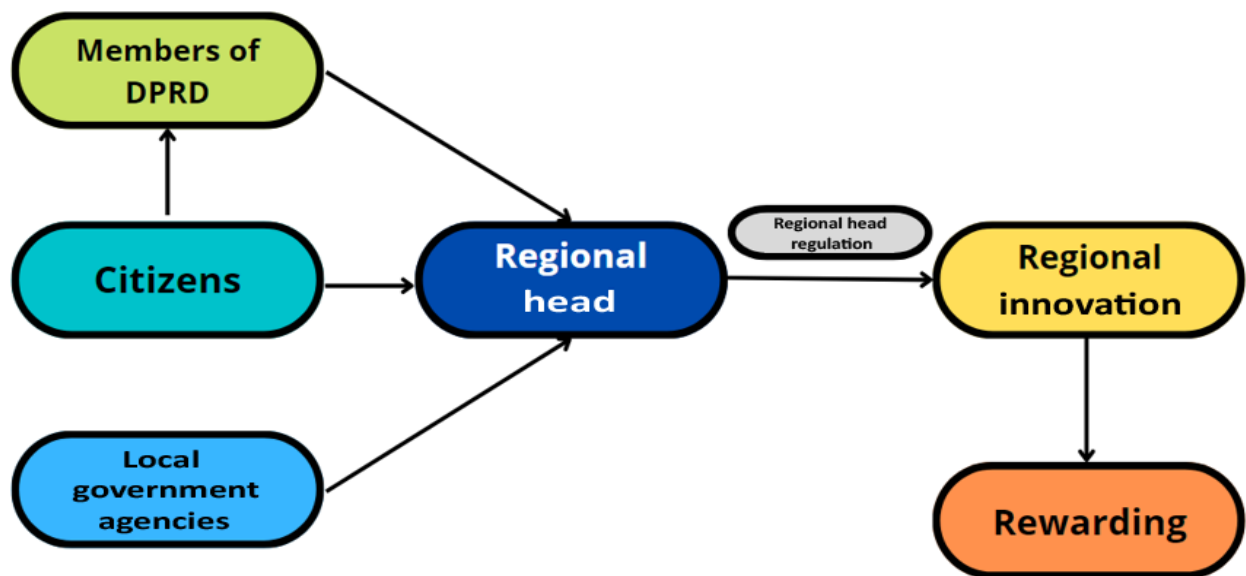 Members of
DPRD
Citizens
Local
government
agencies
Regional
head
Regional head
regulation
Regional
innovation
Rewarding